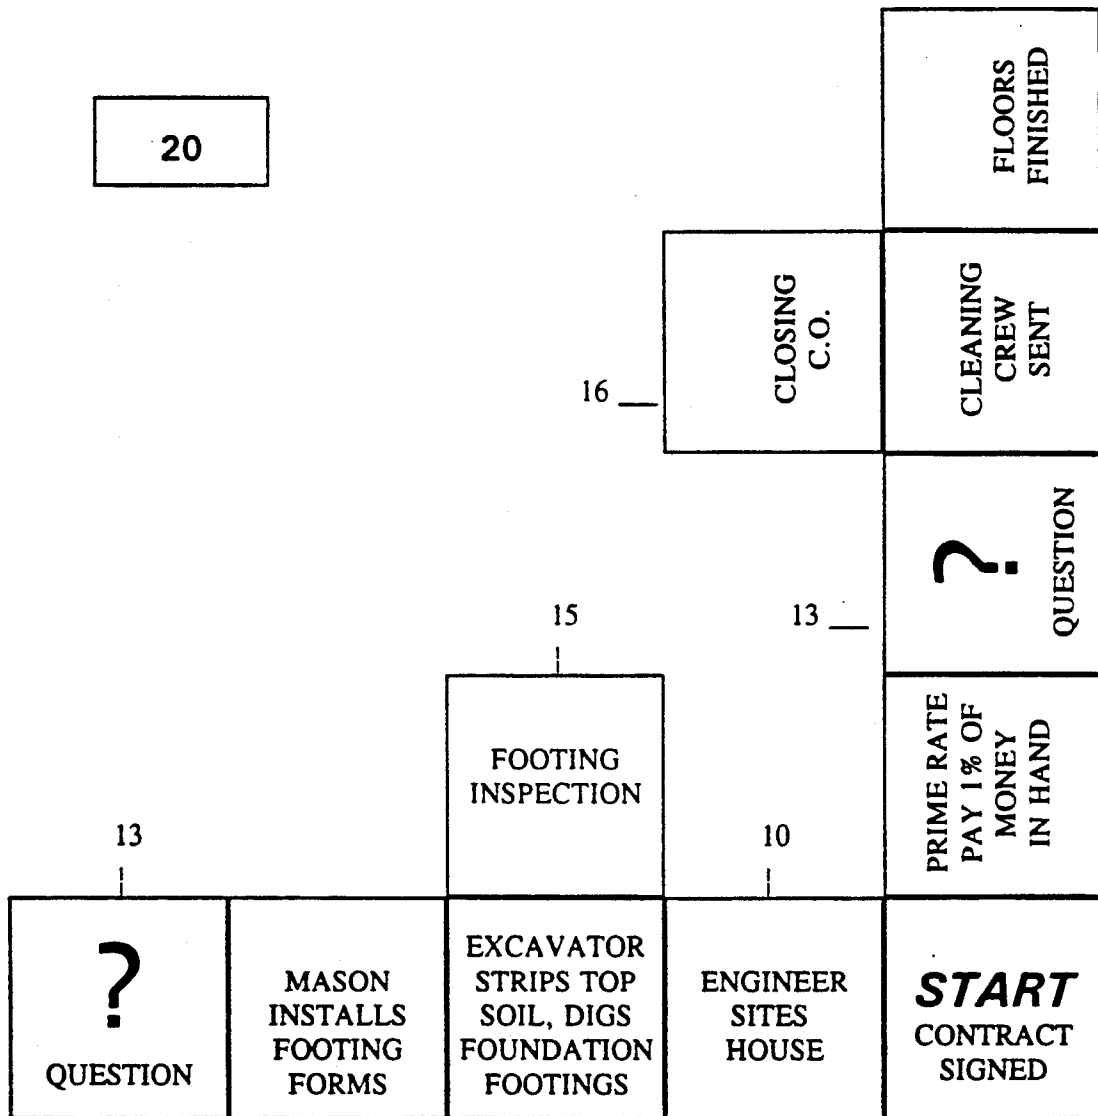 20
FLOORS
FINISHED
CLOSING
C.O.
CLEANING
CREW
SENT
16
?
QUESTION
13
15
FOOTING
INSPECTION
PRIME RATE
PAY 1% OF
MONEY
IN HAND
13
10
?
QUESTION
MASON
INSTALLS
FOOTING
FORMS
EXCAVATOR
STRIPS TOP
SOIL, DIGS
FOUNDATION
FOOTINGS
ENGINEER
SITES
HOUSE
START
CONTRACT
SIGNED